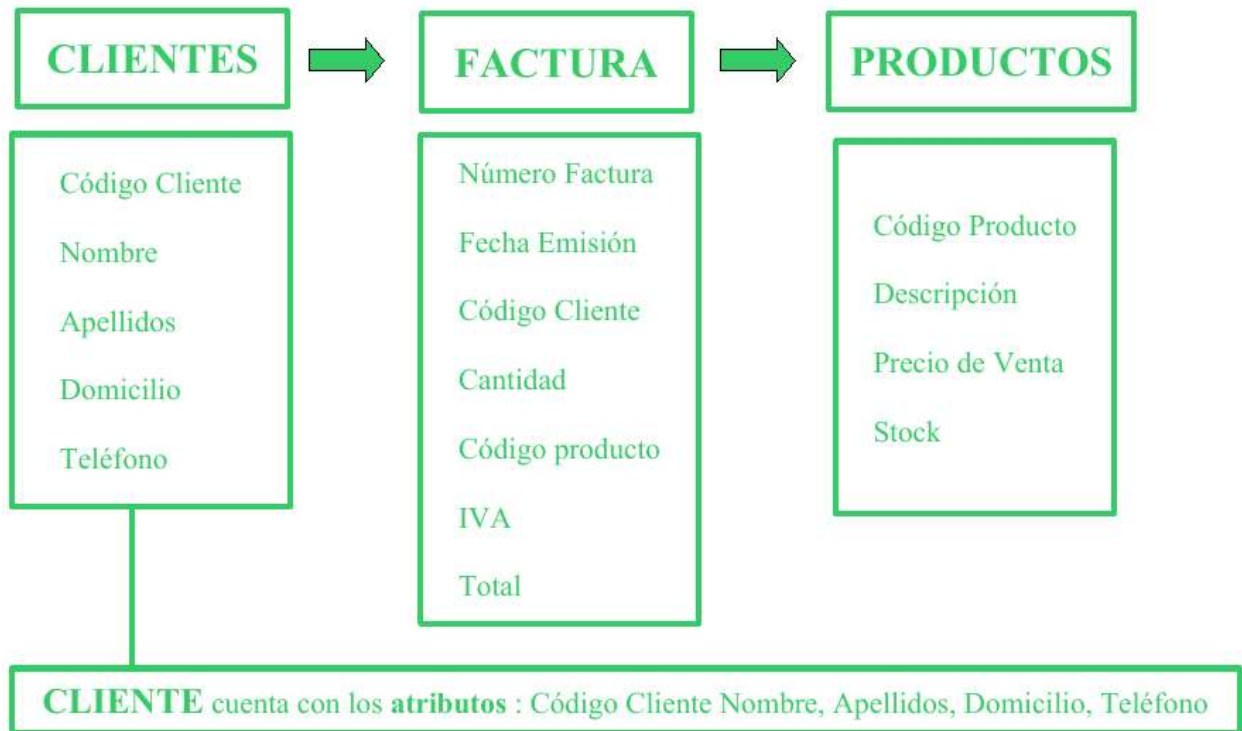 CLIENTES
FACTURA
PRODUCTOS
Código Cliente
Nombre
Apellidos
Domicilio
Teléfono
Número Factura
Fecha Emisión
Código Cliente
Cantidad
Código producto
IVA
Total
Código Producto
Descripción
Precio de Venta
Stock
CLIENTE cuenta con los atributos : Código Cliente Nombre, Apellidos, Domicilio, Teléfono